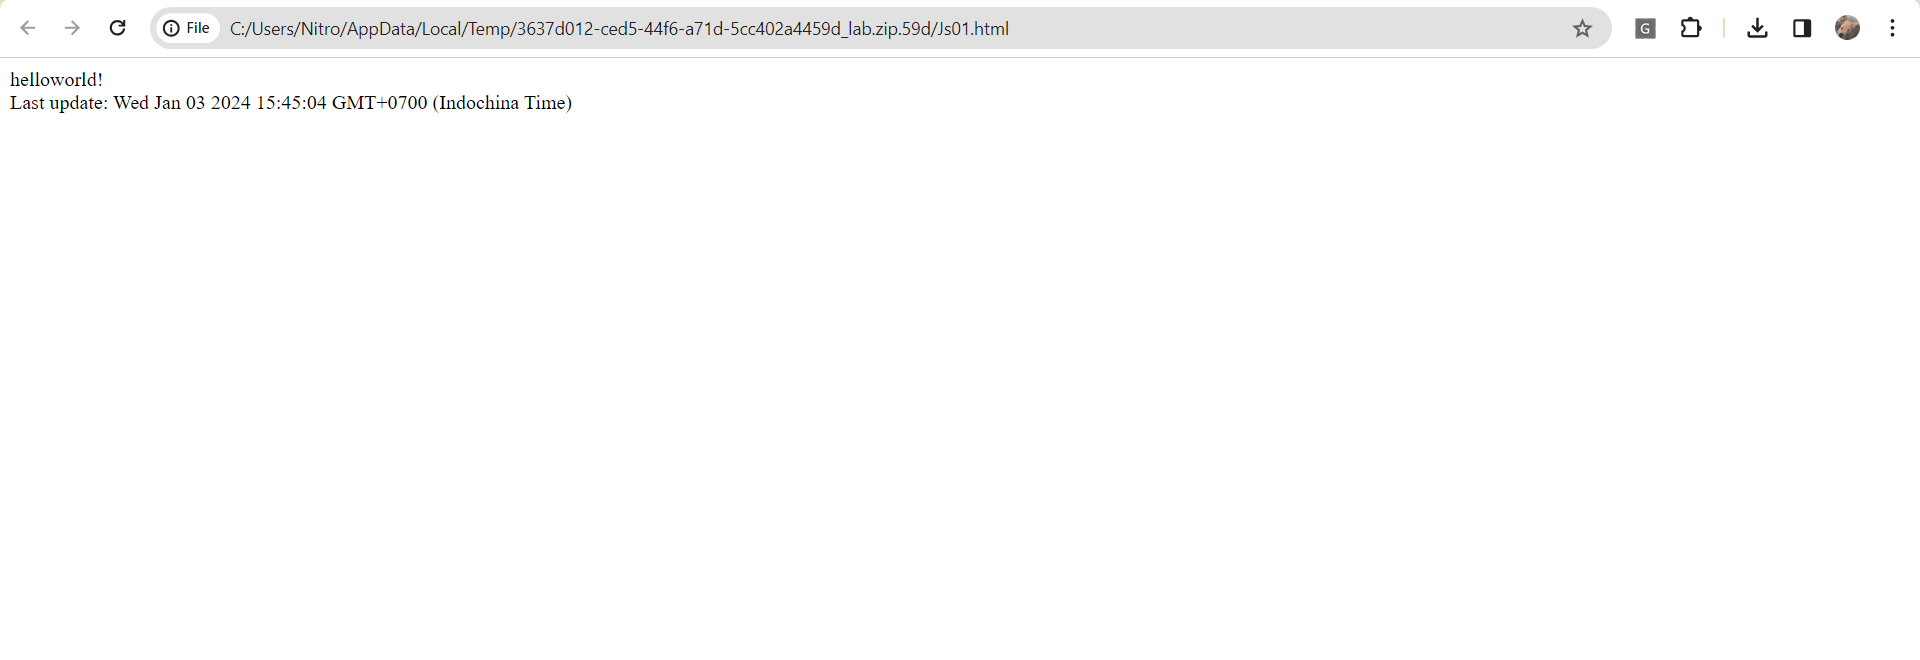 File C:/Users/Nitro/AppData/Local/Temp/3637d012-ced5-44f6-a71d-5cc402a4459d_lab.zip.59d/Js01.html G
helloworld!
Last update: Wed Jan 03 2024 15:45:04 GMT+0700 (Indochina Time)